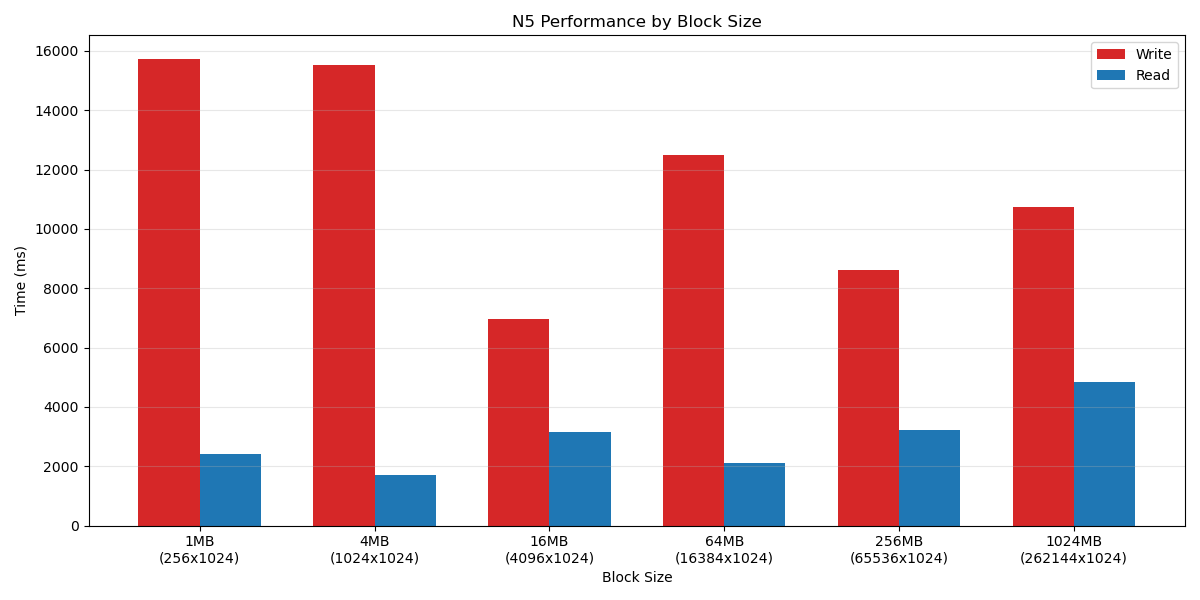 N5 Performance by Block Size
Write
Read
Time (ms)
16000
14000
12000
10000
8000
6000
4000
2000
0
1MB
(256x1024)
4MB
(1024x1024)
16MB
(4096x1024)
64MB
(16384x1024)
256MB
(65536x1024)
1024MB
(262144x1024)
Block Size